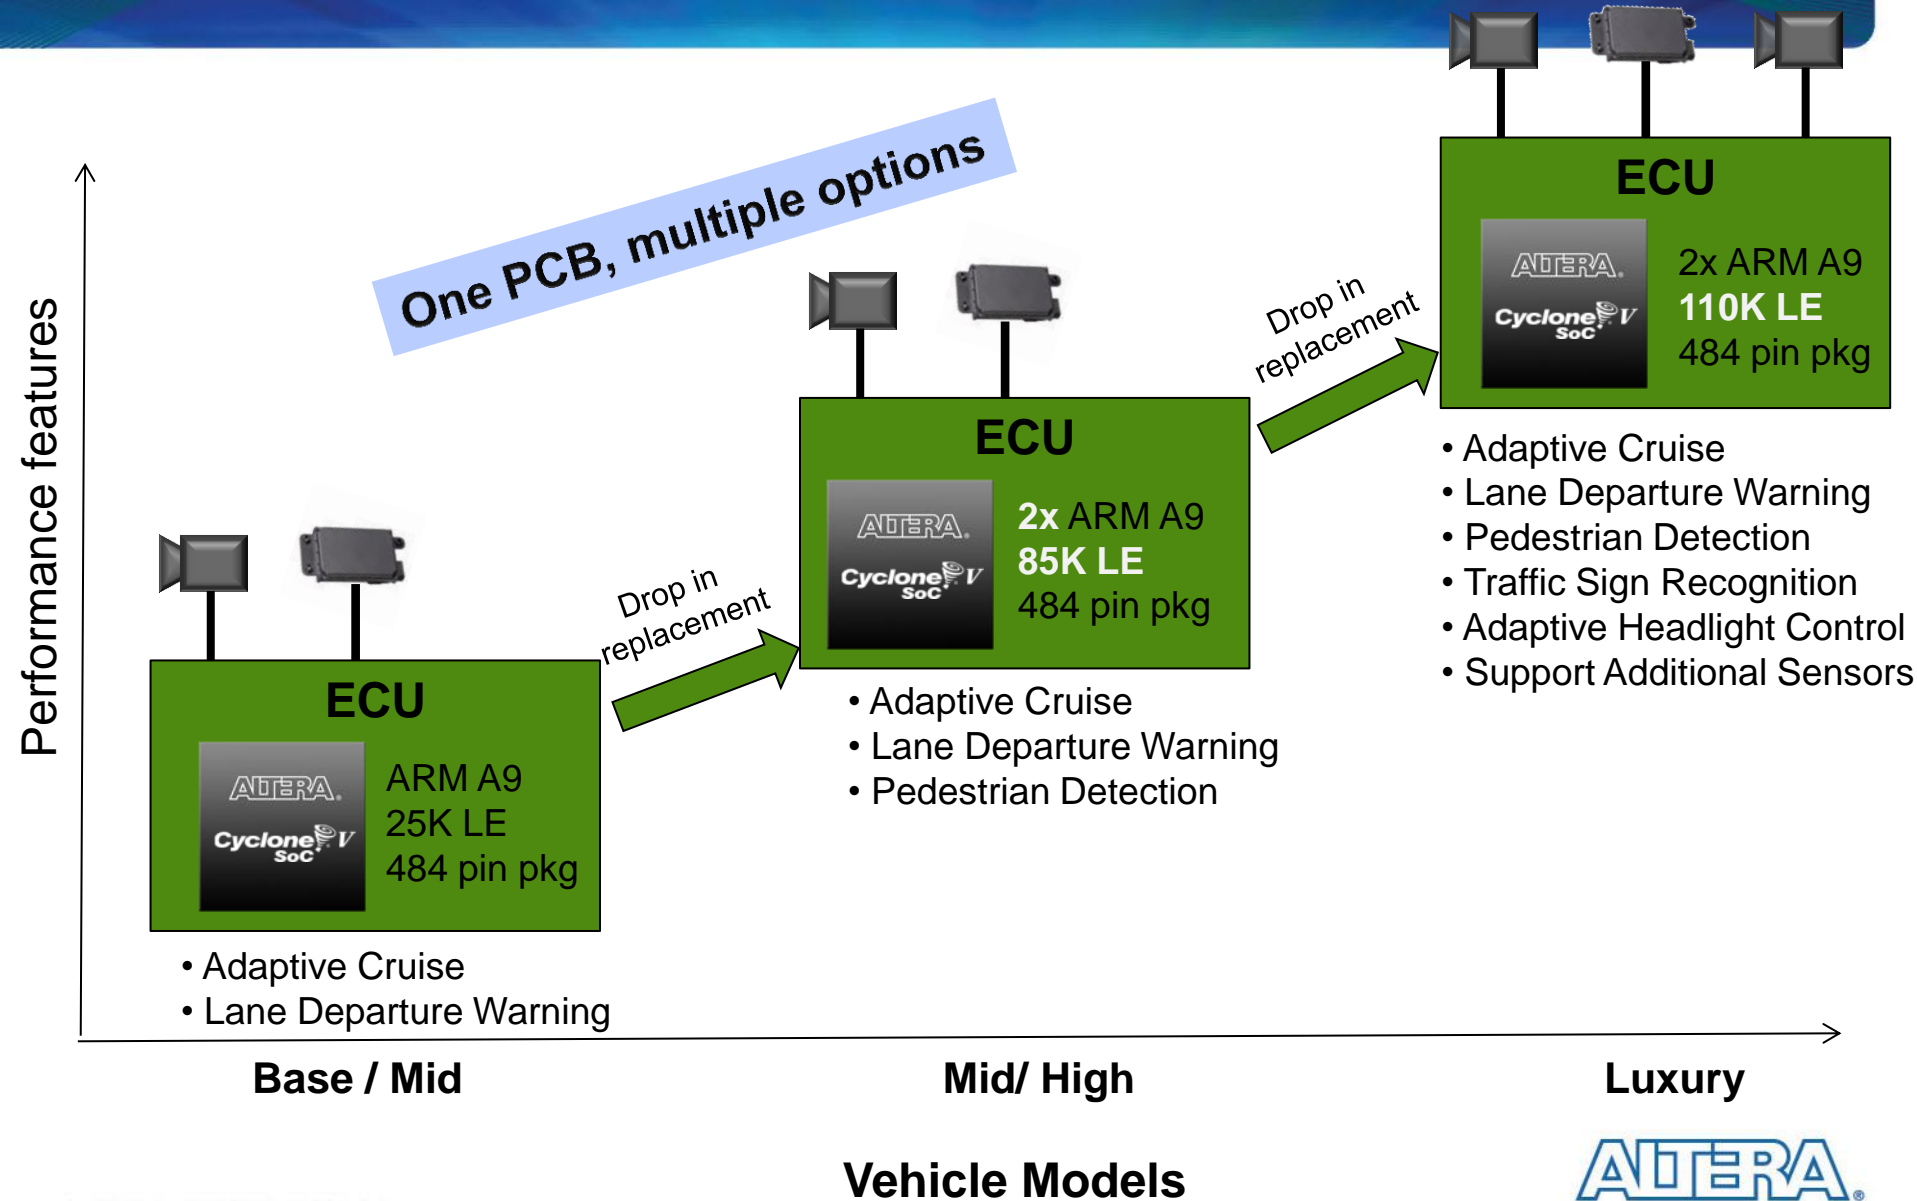 One PCB, multiple options
Performance features
ECU
ALTERA®
Cyclone V
SoC
ARM A9
25K LE
484 pin pkg
• Adaptive Cruise
• Lane Departure Warning
Drop in
replacement
ECU
ALTERA®
Cyclone V
SoC
2x ARM A9
85K LE
484 pin pkg
• Adaptive Cruise
• Lane Departure Warning
• Pedestrian Detection
Drop in
replacement
ECU
ALTERA®
Cyclone V
SoC
2x ARM A9
110K LE
484 pin pkg
• Adaptive Cruise
• Lane Departure Warning
• Pedestrian Detection
• Traffic Sign Recognition
• Adaptive Headlight Control
• Support Additional Sensors
Base / Mid
Mid/ High
Luxury
Vehicle Models
ALTERA®